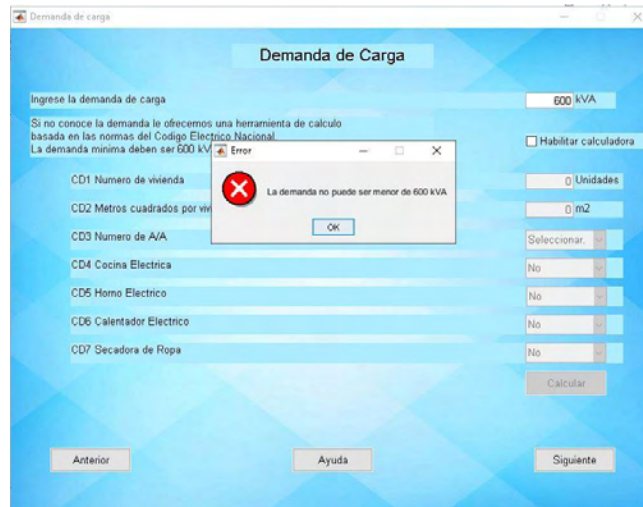 Demanda de carga
Demanda de Carga
Ingrese la demanda de carga
600 kVA
Si no conoce la demanda le ofrecemos una herramienta de calculo
basada en las normas del Codigo Electrico Nacional.
La demanda minima deben ser 600 kV
Habilitar calculadora
Error
La demanda no puede ser menor de 600 kVA
OK
CD1 Numero de vivienda
0 Unidades
CD2 Metros cuadrados por viv
0 m2
CD3 Numero de A/A
Seleccionar.
CD4 Cocina Electrica
No
CD5 Horno Electrico
No
CD6 Calentador Electrico
No
CD7 Secadora de Ropa
No
Calcular
Anterior
Ayuda
Siguiente